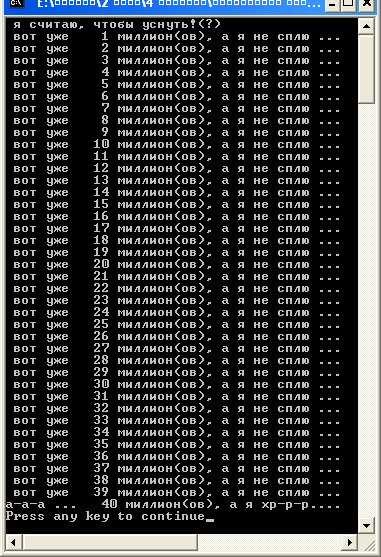 я считаю, чтобы уснуть!(?)
вот уже 1 миллион(ов), а я не сплю ...
вот уже 2 миллион(ов), а я не сплю ...
вот уже 3 миллион(ов), а я не сплю ...
вот уже 4 миллион(ов), а я не сплю ...
вот уже 5 миллион(ов), а я не сплю ...
вот уже 6 миллион(ов), а я не сплю ...
вот уже 7 миллион(ов), а я не сплю ...
вот уже 8 миллион(ов), а я не сплю ...
вот уже 9 миллион(ов), а я не сплю ...
вот уже 10 миллион(ов), а я не сплю ...
вот уже 11 миллион(ов), а я не сплю ...
вот уже 12 миллион(ов), а я не сплю ...
вот уже 13 миллион(ов), а я не сплю ...
вот уже 14 миллион(ов), а я не сплю ...
вот уже 15 миллион(ов), а я не сплю ...
вот уже 16 миллион(ов), а я не сплю ...
вот уже 17 миллион(ов), а я не сплю ...
вот уже 18 миллион(ов), а я не сплю ...
вот уже 19 миллион(ов), а я не сплю ...
вот уже 20 миллион(ов), а я не сплю ...
вот уже 21 миллион(ов), а я не сплю ...
вот уже 22 миллион(ов), а я не сплю ...
вот уже 23 миллион(ов), а я не сплю ...
вот уже 24 миллион(ов), а я не сплю ...
вот уже 25 миллион(ов), а я не сплю ...
вот уже 26 миллион(ов), а я не сплю ...
вот уже 27 миллион(ов), а я не сплю ...
вот уже 28 миллион(ов), а я не сплю ...
вот уже 29 миллион(ов), а я не сплю ...
вот уже 30 миллион(ов), а я не сплю ...
вот уже 31 миллион(ов), а я не сплю ...
вот уже 32 миллион(ов), а я не сплю ...
вот уже 33 миллион(ов), а я не сплю ...
вот уже 34 миллион(ов), а я не сплю ...
вот уже 35 миллион(ов), а я не сплю ...
вот уже 36 миллион(ов), а я не сплю ...
вот уже 37 миллион(ов), а я не сплю ...
вот уже 38 миллион(ов), а я не сплю ...
вот уже 39 миллион(ов), а я не сплю ...
а-а-а ... 40 миллион(ов), а я хр-р-р....
Press any key to continue_